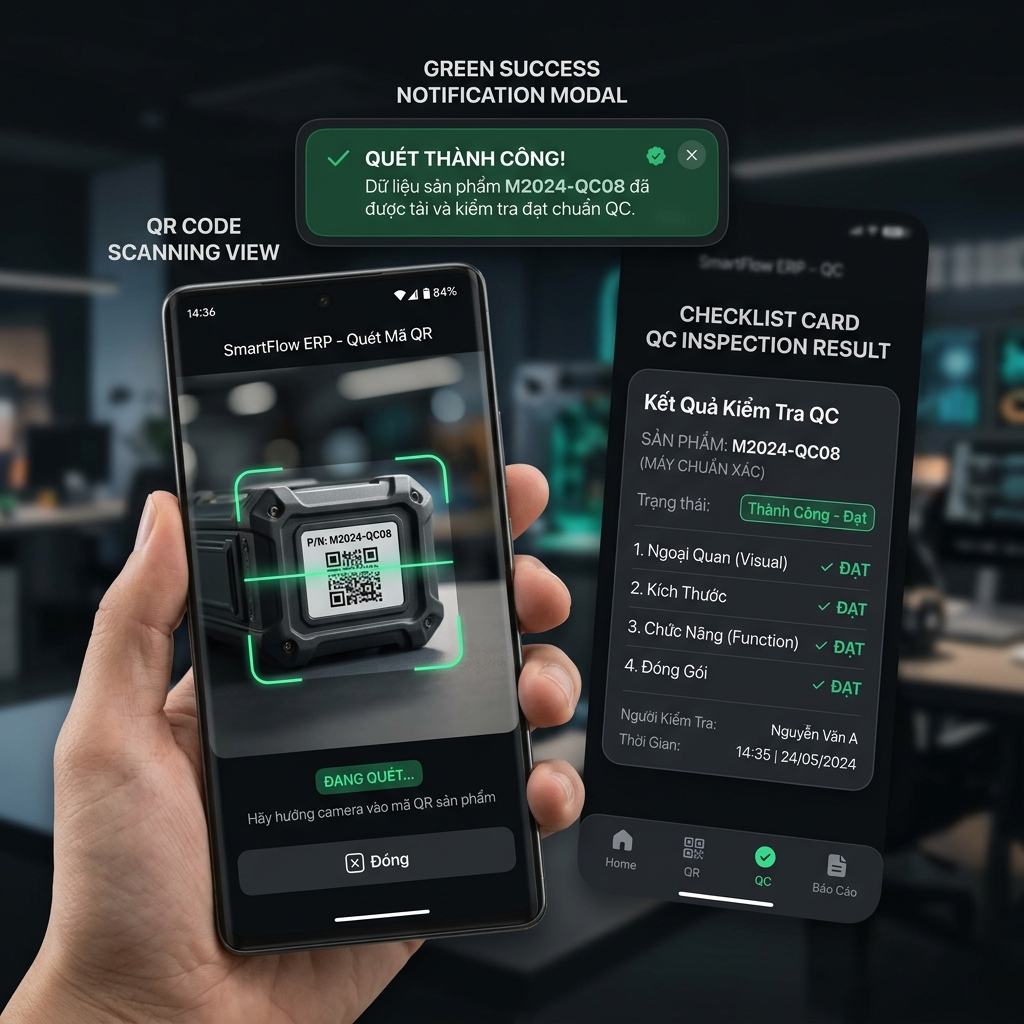 GREEN SUCCESS
NOTIFICATION MODAL
QUÉT THÀNH CÔNG!
Dữ liệu sản phẩm M2024-QC08 đã
được tải và kiểm tra đạt chuẩn QC.
QR CODE
SCANNING VIEW
14:36
84%
SmartFlow ERP - Quét Mã QR
P/N: M2024-QC08
ĐANG QUÉT...
Hãy hướng camera vào mã QR sản phẩm
Đóng
SmartFlow ERP - QC
CHECKLIST CARD
QC INSPECTION RESULT
Kết Quả Kiểm Tra QC
SẢN PHẨM: M2024-QC08
(MÁY CHUẨN XÁC)
Trạng thái: Thành Công - Đạt
1. Ngoại Quan (Visual) ✓ ĐẠT
2. Kích Thước ✓ ĐẠT
3. Chức Năng (Function) ✓ ĐẠT
4. Đóng Gói ✓ ĐẠT
Người Kiểm Tra: Nguyễn Văn A
Thời Gian: 14:35 | 24/05/2024
Home
QR
QC
Báo Cáo